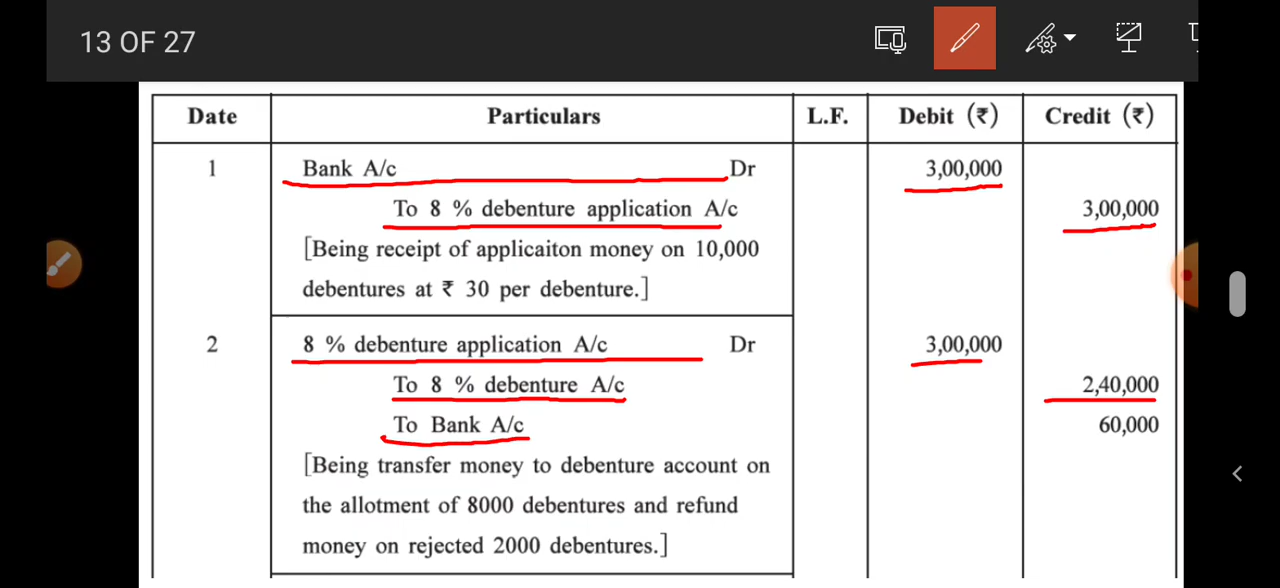 13 OF 27
Date Particulars L.F. Debit (₹) Credit (₹)
1 Bank A/c Dr 3,00,000
To 8 % debenture application A/c 3,00,000
[Being receipt of applicaiton money on 10,000
debentures at ₹ 30 per debenture.]
2 8 % debenture application A/c Dr 3,00,000
To 8 % debenture A/c 2,40,000
To Bank A/c 60,000
[Being transfer money to debenture account on
the allotment of 8000 debentures and refund
money on rejected 2000 debentures.]